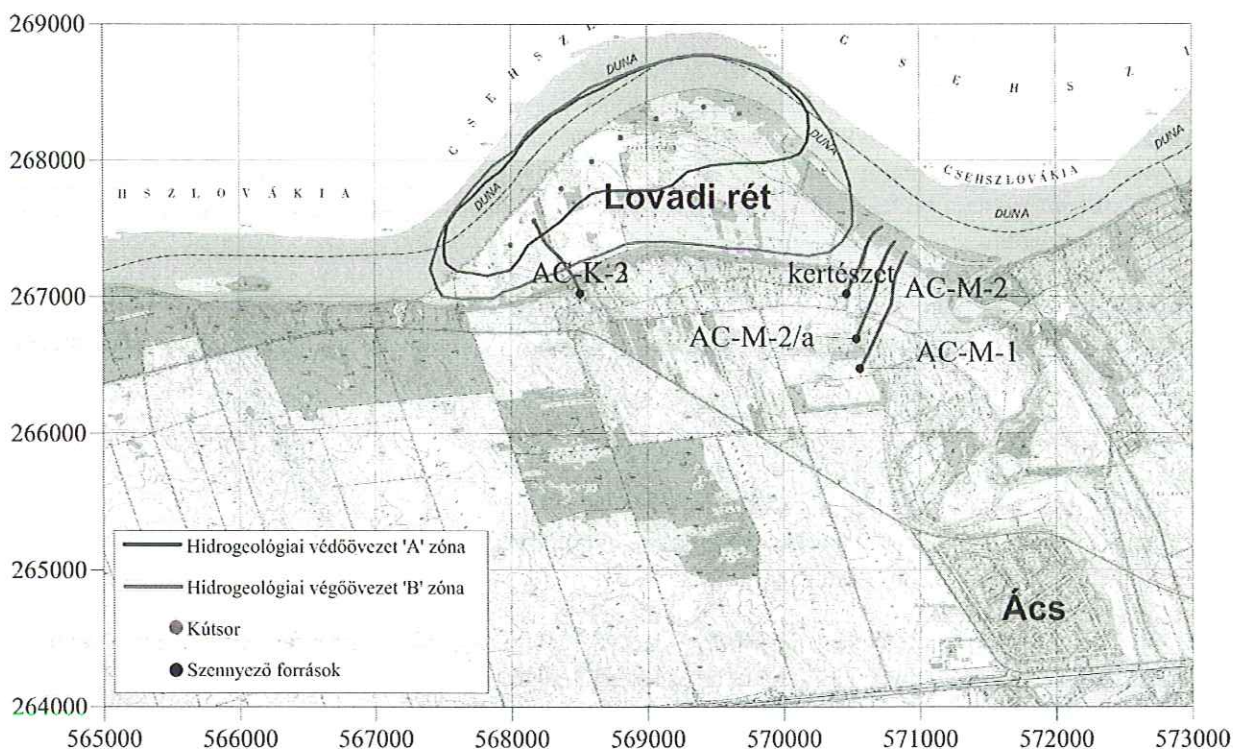 269000
268000
267000
266000
265000
264000
565000
566000
567000
568000
569000
570000
571000
572000
573000
C S E H S Z L
C S E H S Z L
HSZLOVÁKIA
CSEHSZLOVÁKIA
DUNA
DUNA
DUNA
DUNA
DUNA
Lovadi rét
AC-K-3
kertészet
AC-M-2
AC-M-2/a
AC-M-1
Ács
Hidrogeológiai védőövezet 'A' zóna
Hidrogeológiai végőövezet 'B' zóna
Kútsor
Szennyező források